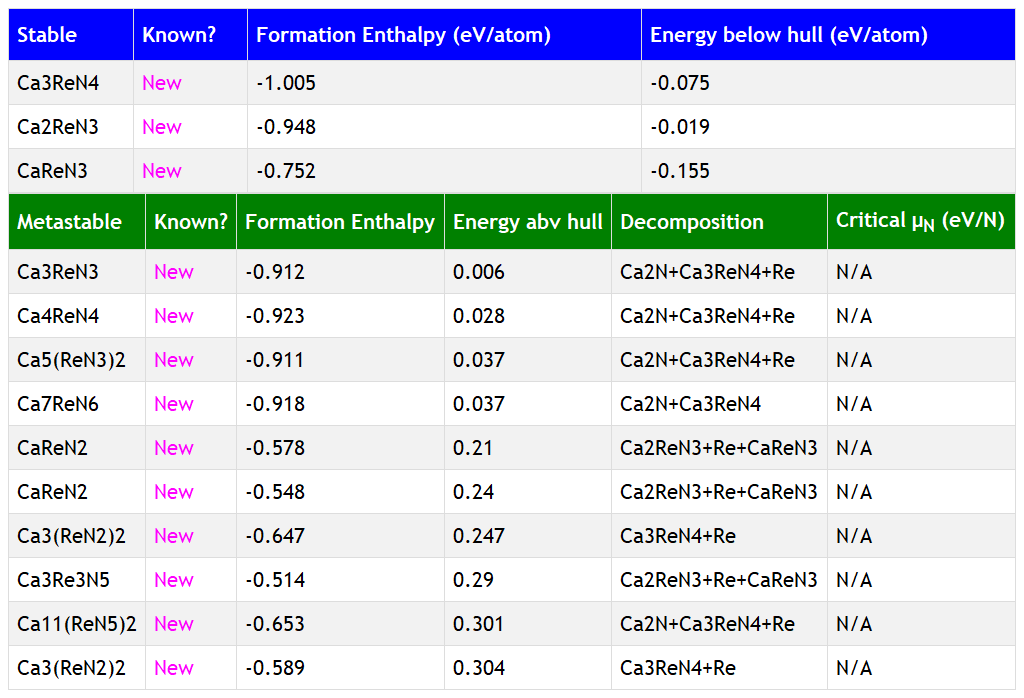 Stable Known? Formation Enthalpy (eV/atom) Energy below hull (eV/atom)
Ca3ReN4 New -1.005 -0.075
Ca2ReN3 New -0.948 -0.019
CaReN3 New -0.752 -0.155
Metastable Known? Formation Enthalpy Energy abv hull Decomposition Critical μN (eV/N)
Ca3ReN3 New -0.912 0.006 Ca2N+Ca3ReN4+Re N/A
Ca4ReN4 New -0.923 0.028 Ca2N+Ca3ReN4+Re N/A
Ca5(ReN3)2 New -0.911 0.037 Ca2N+Ca3ReN4+Re N/A
Ca7ReN6 New -0.918 0.037 Ca2N+Ca3ReN4 N/A
CaReN2 New -0.578 0.21 Ca2ReN3+Re+CaReN3 N/A
CaReN2 New -0.548 0.24 Ca2ReN3+Re+CaReN3 N/A
Ca3(ReN2)2 New -0.647 0.247 Ca3ReN4+Re N/A
Ca3Re3N5 New -0.514 0.29 Ca2ReN3+Re+CaReN3 N/A
Ca11(ReN5)2 New -0.653 0.301 Ca2N+Ca3ReN4+Re N/A
Ca3(ReN2)2 New -0.589 0.304 Ca3ReN4+Re N/A